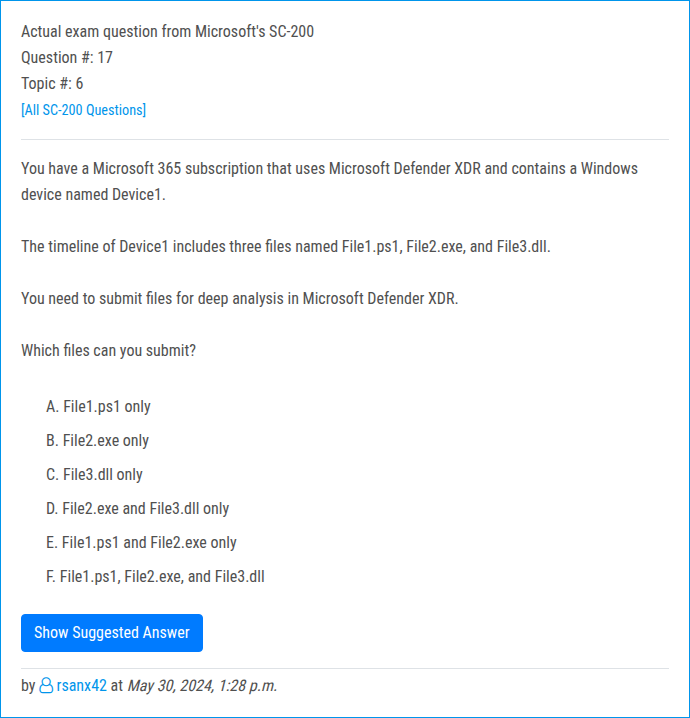 Actual exam question from Microsoft's SC-200
Question #: 17
Topic #: 6
[All SC-200 Questions]
You have a Microsoft 365 subscription that uses Microsoft Defender XDR and contains a Windows
device named Device1.
The timeline of Device1 includes three files named File1.ps1, File2.exe, and File3.dll.
You need to submit files for deep analysis in Microsoft Defender XDR.
Which files can you submit?
A. File1.ps1 only
B. File2.exe only
C. File3.dll only
D. File2.exe and File3.dll only
E. File1.ps1 and File2.exe only
F. File1.ps1, File2.exe, and File3.dll
Show Suggested Answer
by rsanx42 at May 30, 2024, 1:28 p.m.